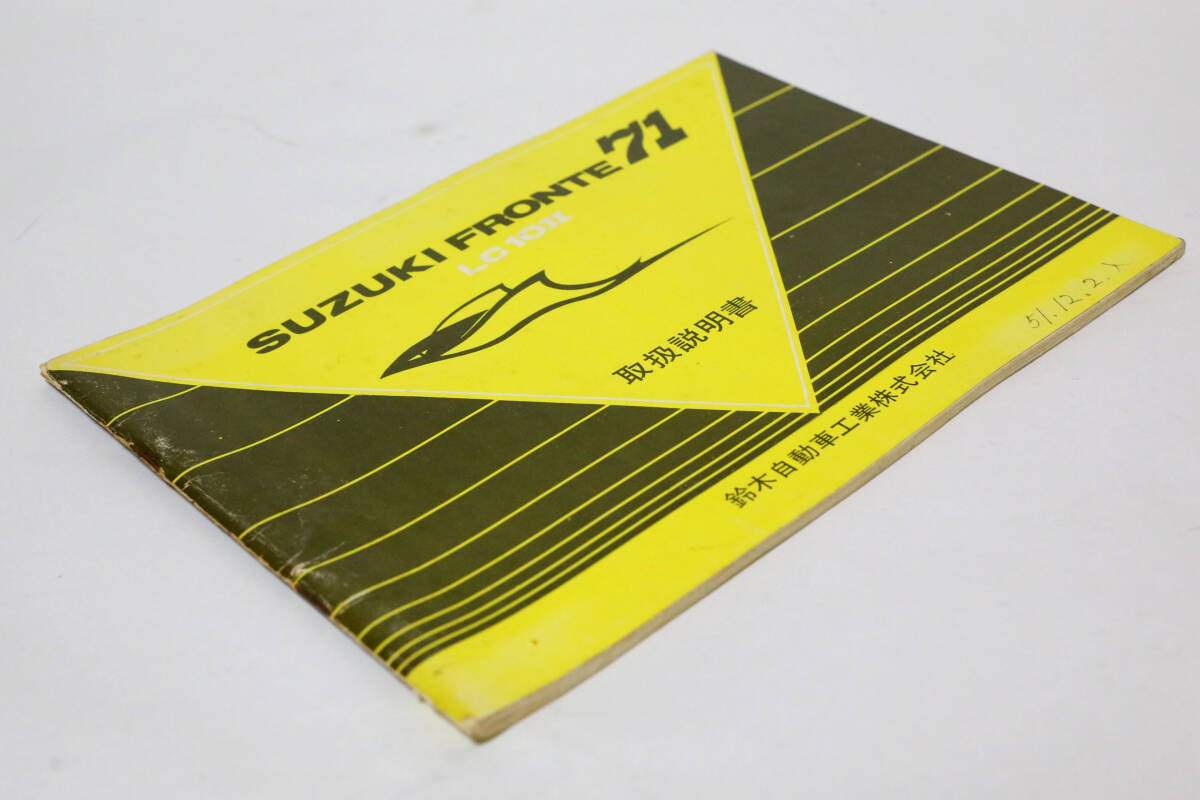 SUZUKI FRONTE 71
LC10II
取扱説明書
鈴木自動車工業株式会社
51.12.2.入